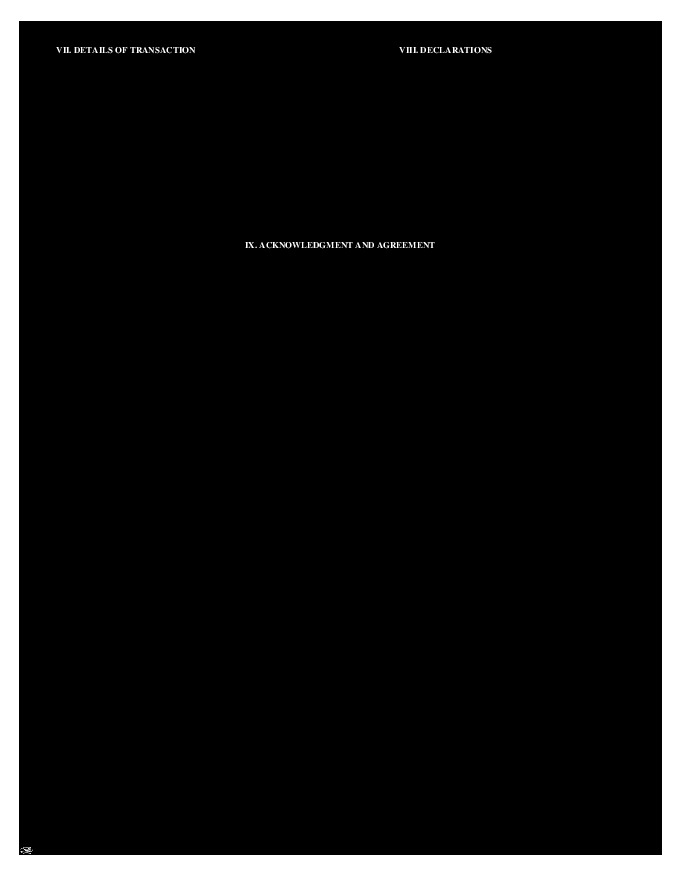 VII. DETAILS OF TRANSACTION
VIII. DECLARATIONS
IX. ACKNOWLEDGMENT AND AGREEMENT